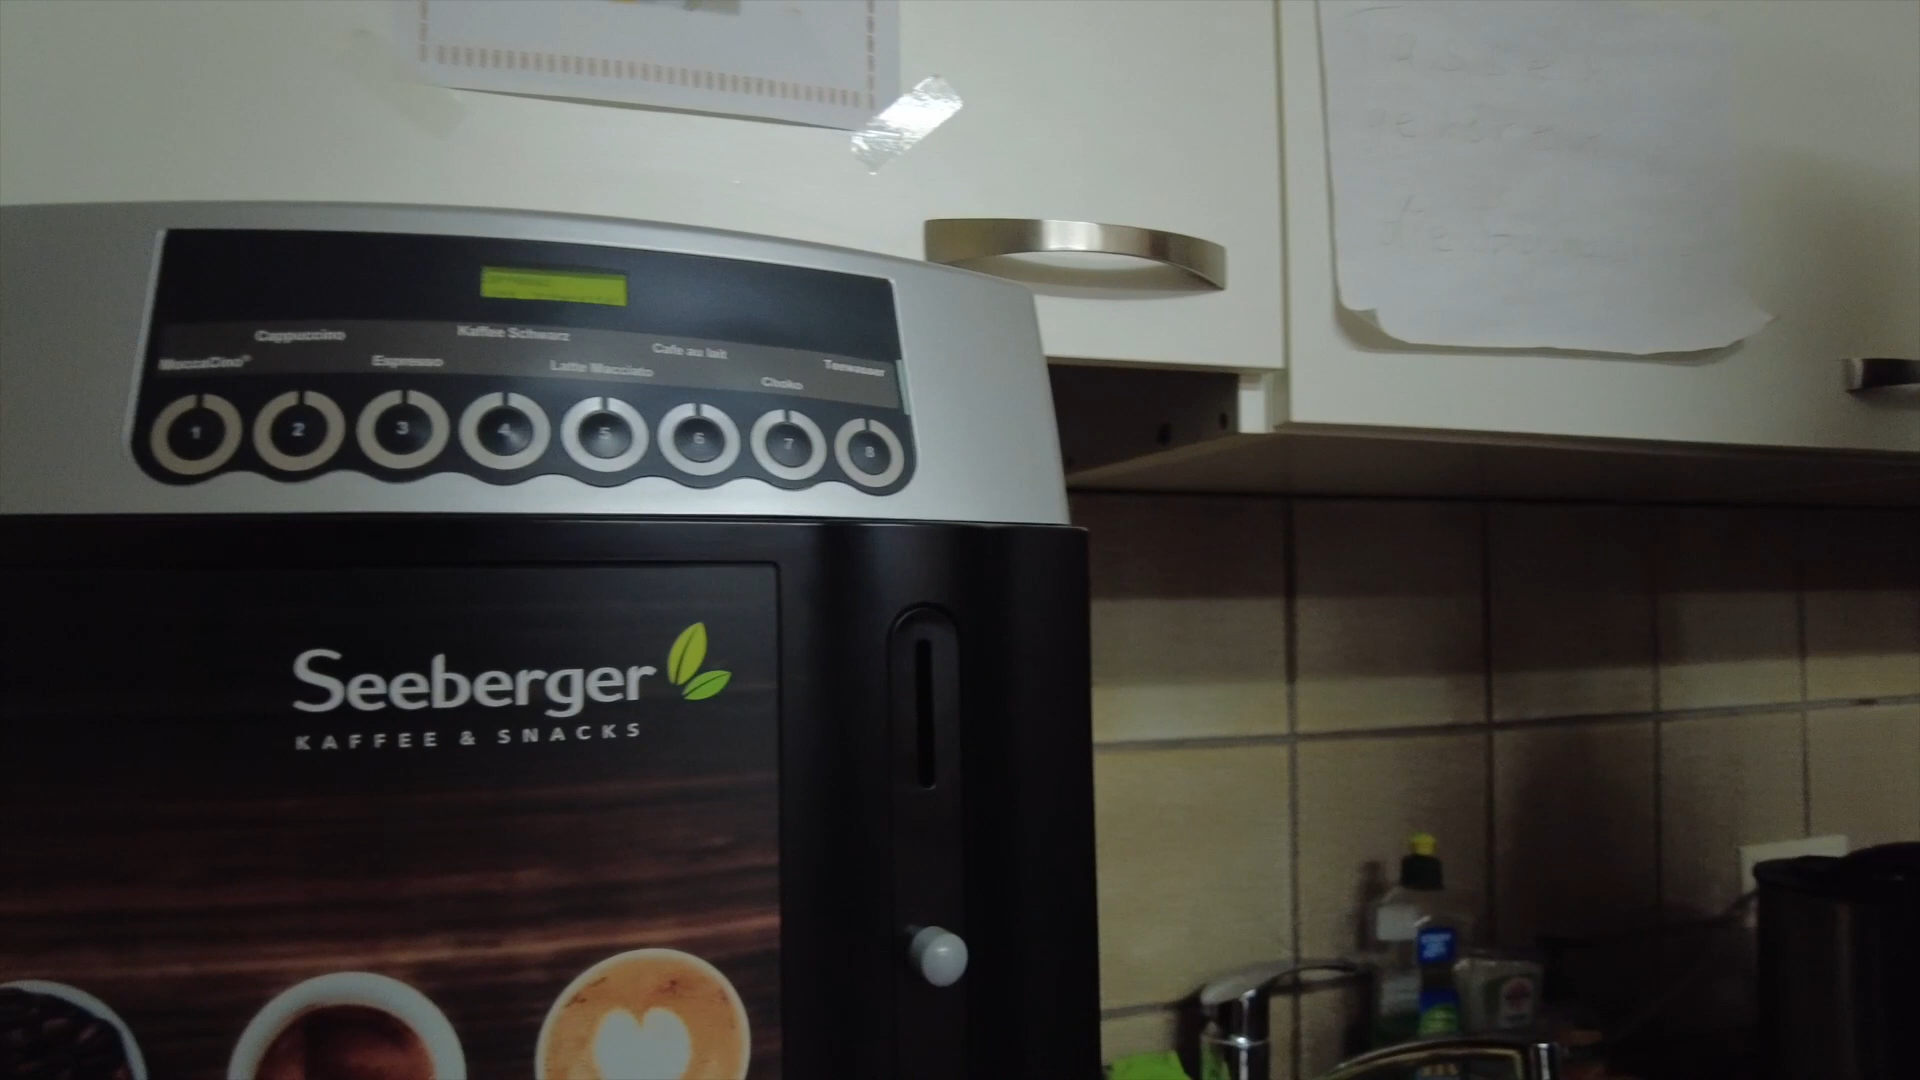 Cappuccino
Kaffee Schwarz
Cafe au lait
Teewasser
MoccaCino®
Espresso
Latte Macciato
Choko
1 2 3 4 5 6 7 8
Seeberger
KAFFEE & SNACKS